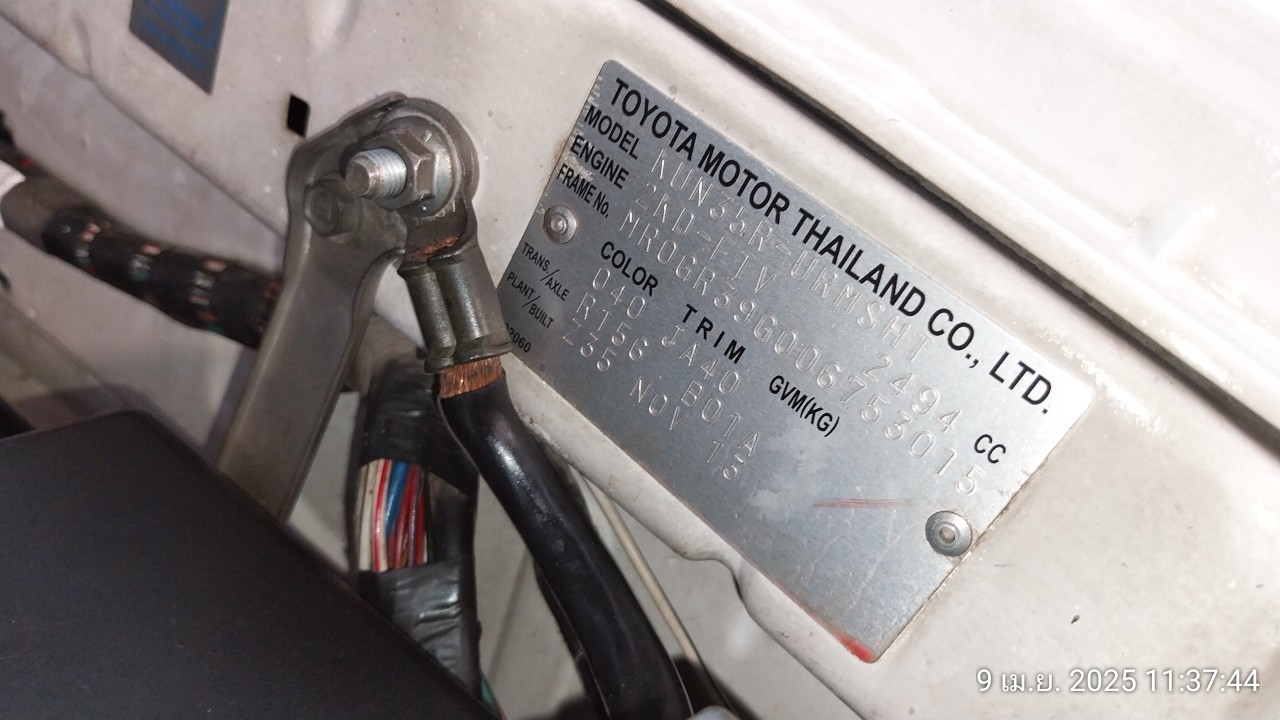 TOYOTA MOTOR THAILAND CO., LTD.
MODEL KUN35R-URMSHT
ENGINE 2KD-FTV 2494 CC
FRAME No. MR0GR39G006753015
COLOR TRIM GVM(KG)
040 JA40
TRANS/AXLE R156 B01A
PLANT/BUILT Z35 NOV 15
9 เม.ย. 2025 11:37:44